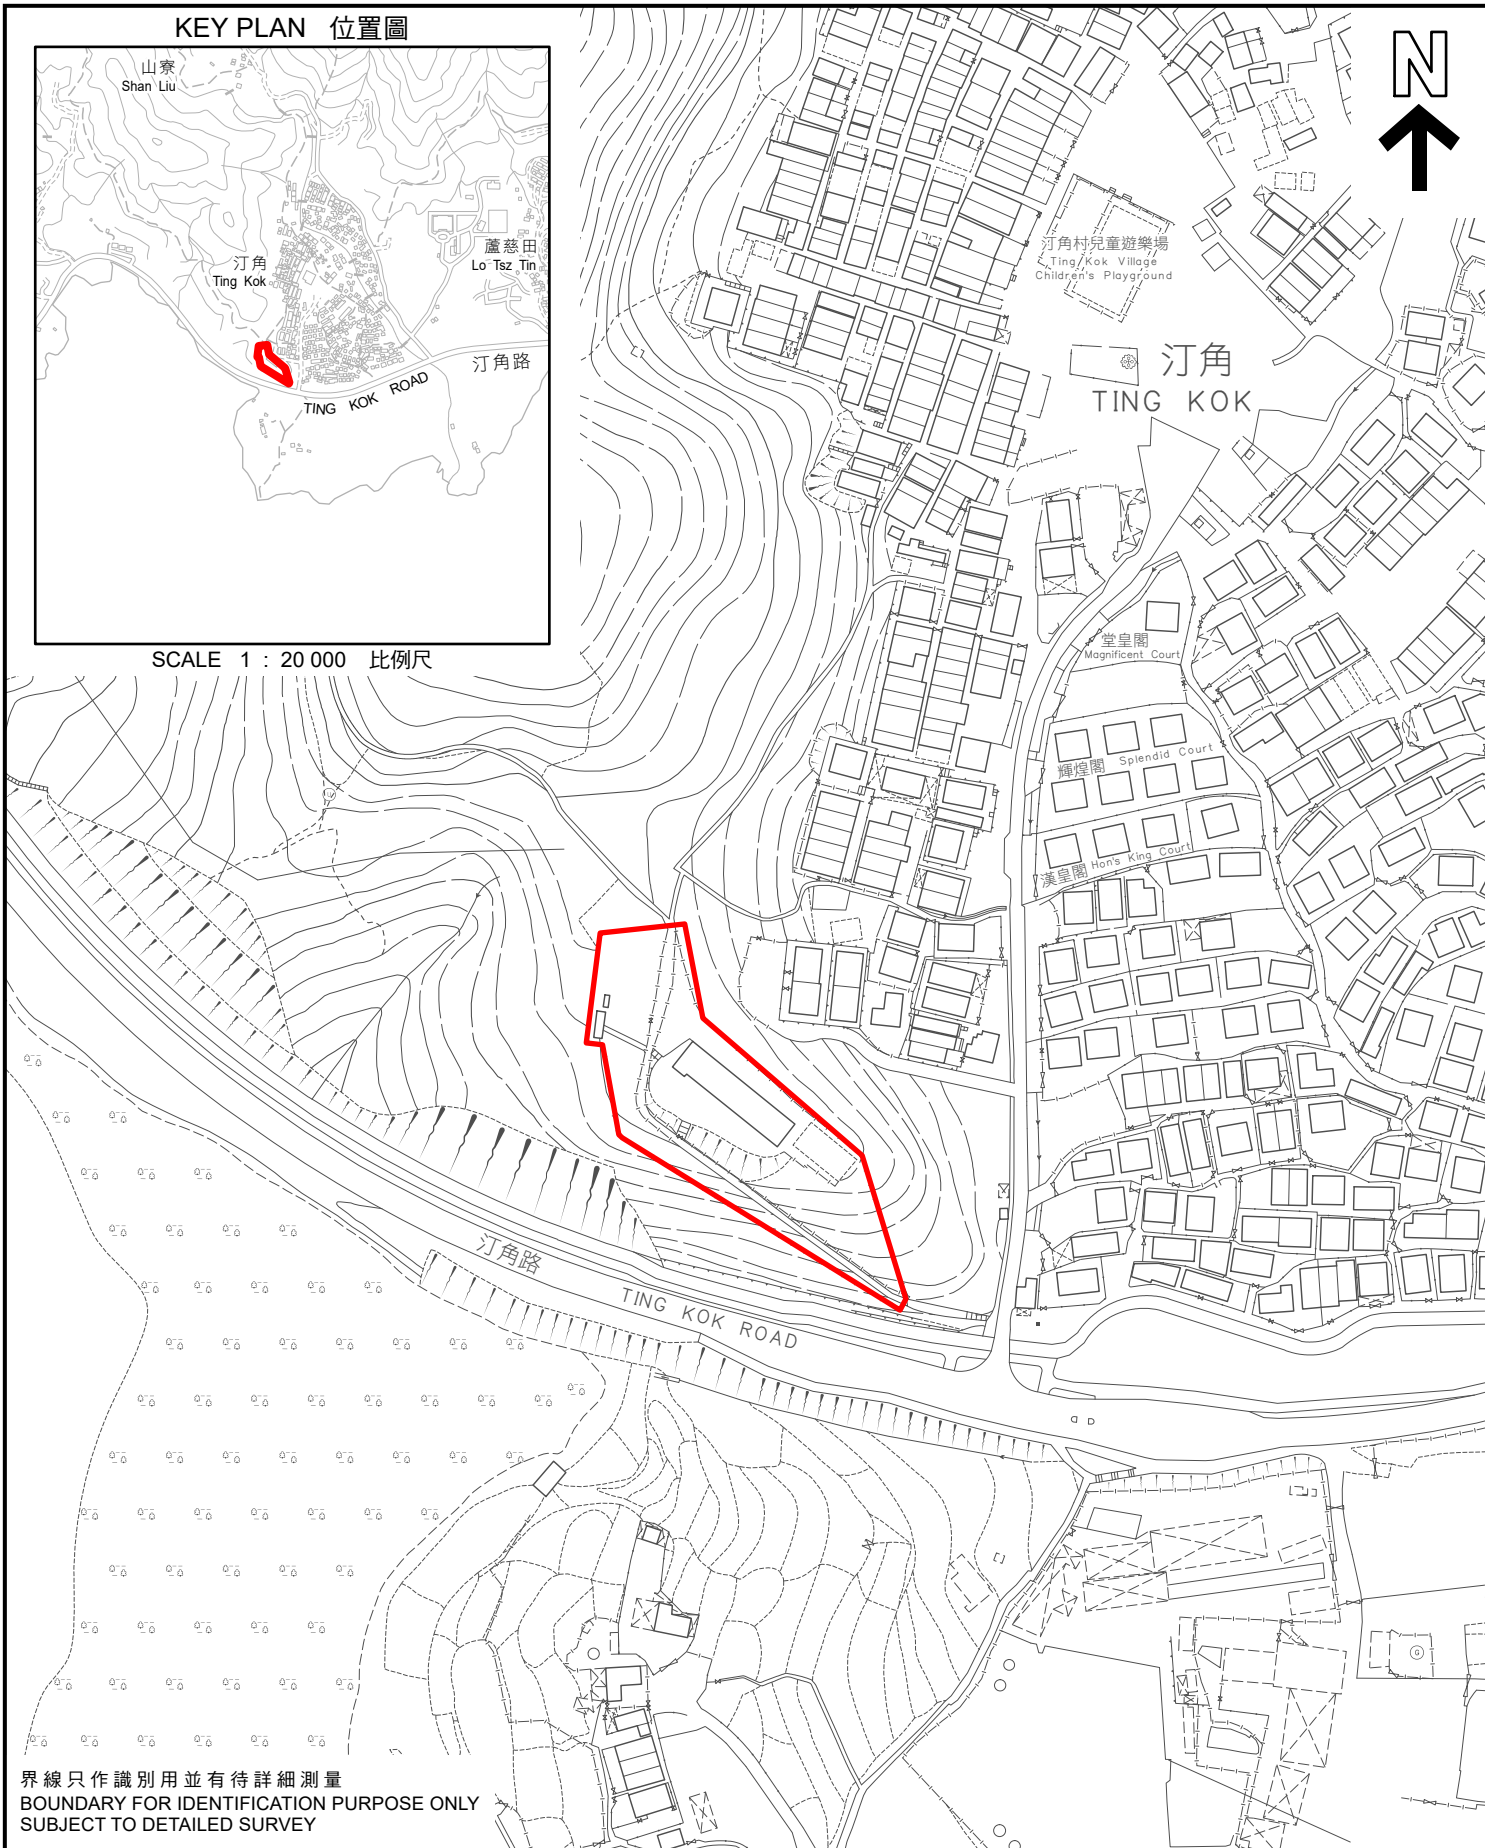 KEY PLAN 位置圖
N
山寮
Shan Liu
汀角
Ting Kok
蘆慈田
Lo Tsz Tin
汀角路
TING KOK ROAD
SCALE 1 : 20 000 比例尺
汀角村兒童遊樂場
Ting Kok Village
Children's Playground
汀角
TING KOK
堂皇閣
Magnificent Court
輝煌閣 Splendid Court
漢皇閣 Hon's King Court
汀角路
TING KOK ROAD
G
界線只作識別用並有待詳細測量
BOUNDARY FOR IDENTIFICATION PURPOSE ONLY
SUBJECT TO DETAILED SURVEY